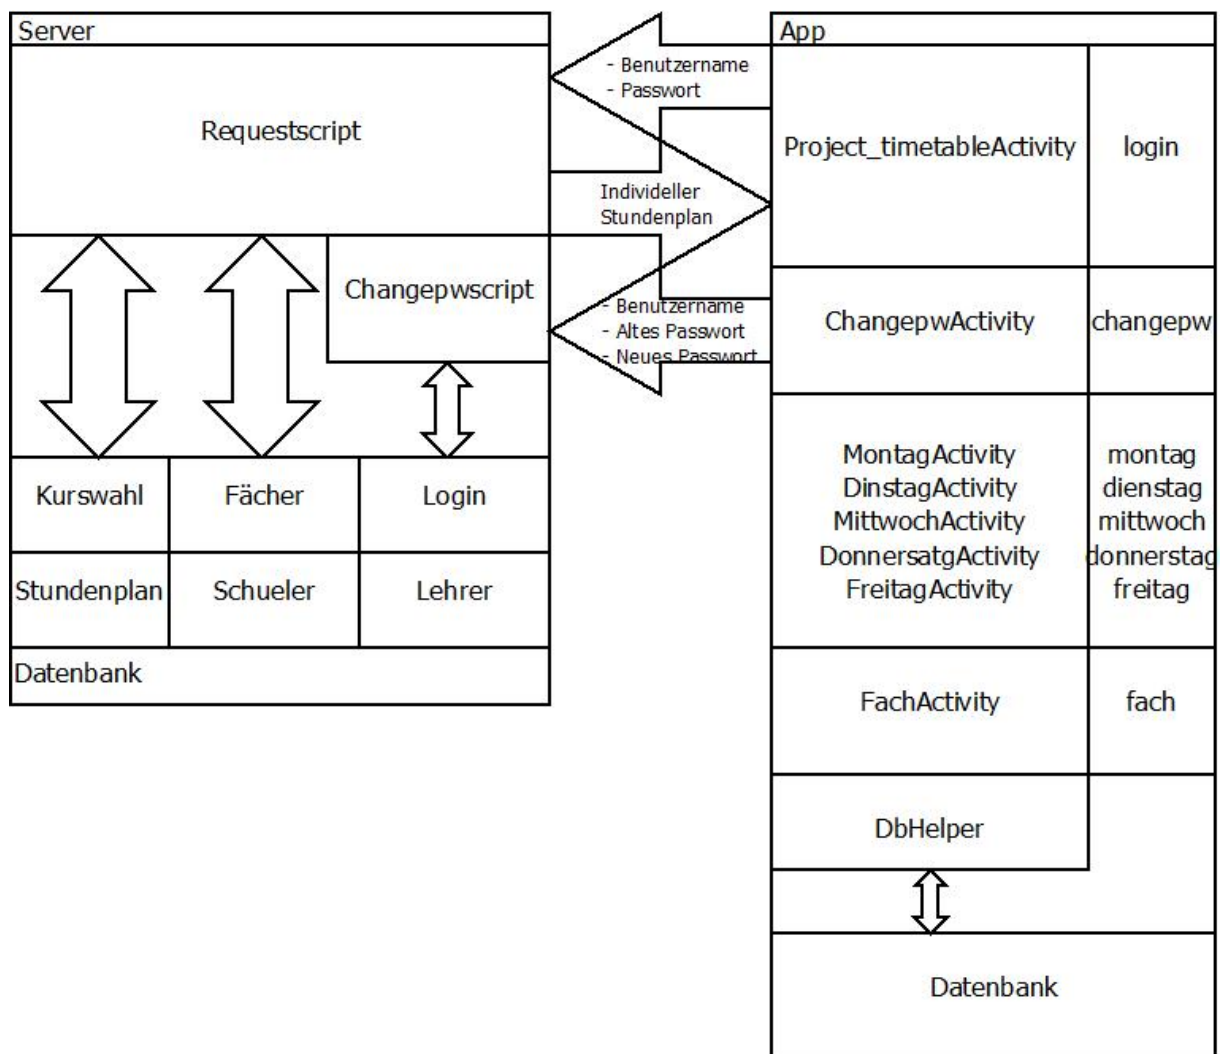 Server
Requestscript
Changepwscript
Kurswahl
Fächer
Login
Stundenplan
Schueler
Lehrer
Datenbank
- Benutzername
- Passwort
Individeller
Stundenplan
- Benutzername
- Altes Passwort
- Neues Passwort
App
Project_timetableActivity
login
ChangepwActivity
changepw
MontagActivity
DinstagActivity
MittwochActivity
DonnersatgActivity
FreitagActivity
montag
dienstag
mittwoch
donnerstag
freitag
FachActivity
fach
DbHelper
Datenbank